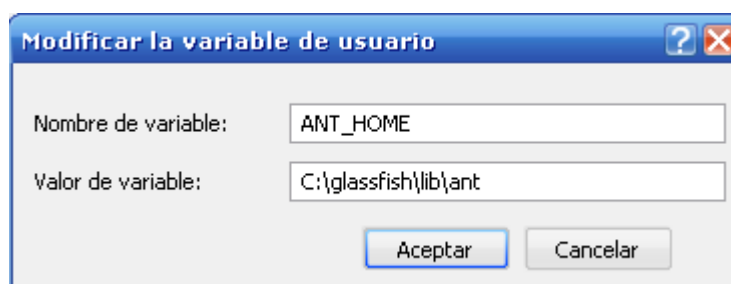 Modificar la variable de usuario
Nombre de variable: ANT_HOME
Valor de variable: C:\glassfish\lib\ant
Aceptar Cancelar